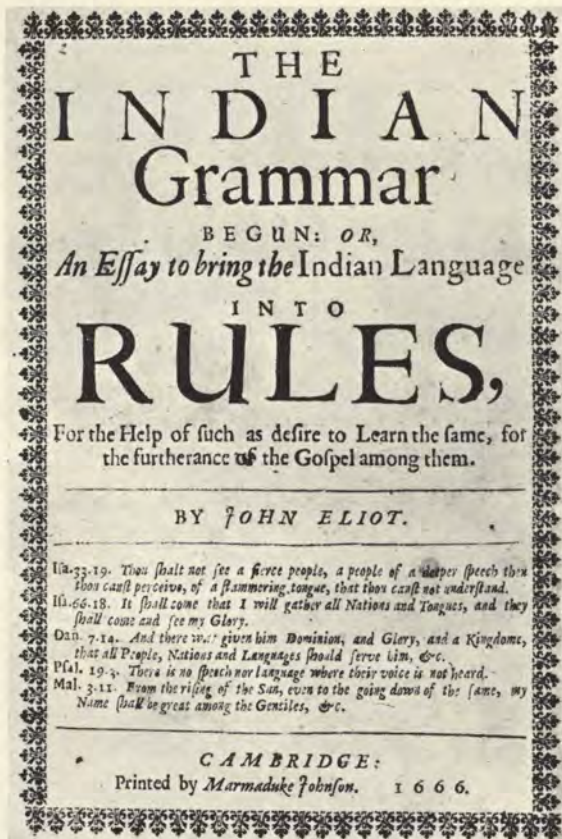 THE
INDIAN
Grammar
BEGUN: OR,
An Eſſay to bring the Indian Language
INTO
RULES,
For the Help of ſuch as deſire to Learn the ſame, for
the furtherance of the Goſpel among them.
BY JOHN ELIOT.
Iſa.33.19. Thou ſhalt not ſee a fierce people, a people of a deeper ſpeech then
thou canſt perceive, of a ſtammering tongue, that thou canſt not underſtand.
Iſa.66.18. It ſhall come that I will gather all Nations and Tongues, and they
ſhall come and ſee my Glory.
Dan. 7.14. And there was given him Dominion, and Glory, and a Kingdome,
that all People, Nations and Languages ſhould ſerve him, &c.
Pſal. 19.3. There is no ſpeech nor language where their voice is not heard.
Mal. 3.11. From the riſing of the Sun, even to the going down of the ſame, my
Name ſhall be great among the Gentiles, &c.
CAMBRIDGE:
Printed by Marmaduke Johnſon. 1666.